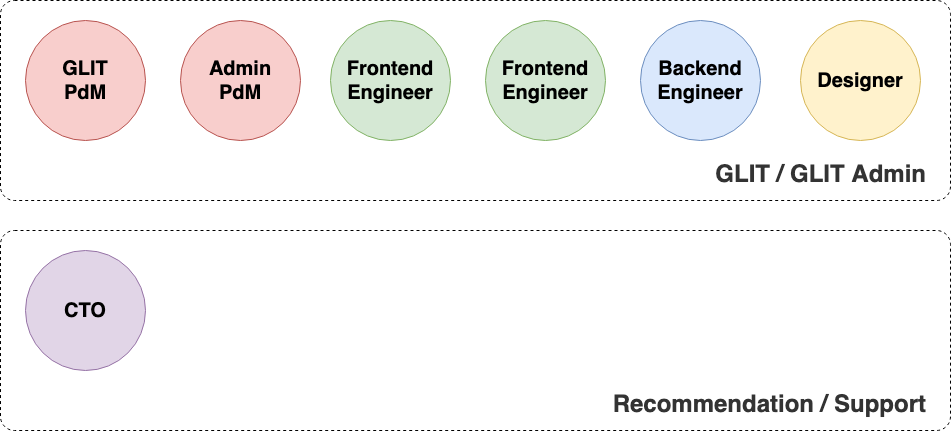 GLIT
PdM
Admin
PdM
Frontend
Engineer
Frontend
Engineer
Backend
Engineer
Designer
GLIT / GLIT Admin
CTO
Recommendation / Support